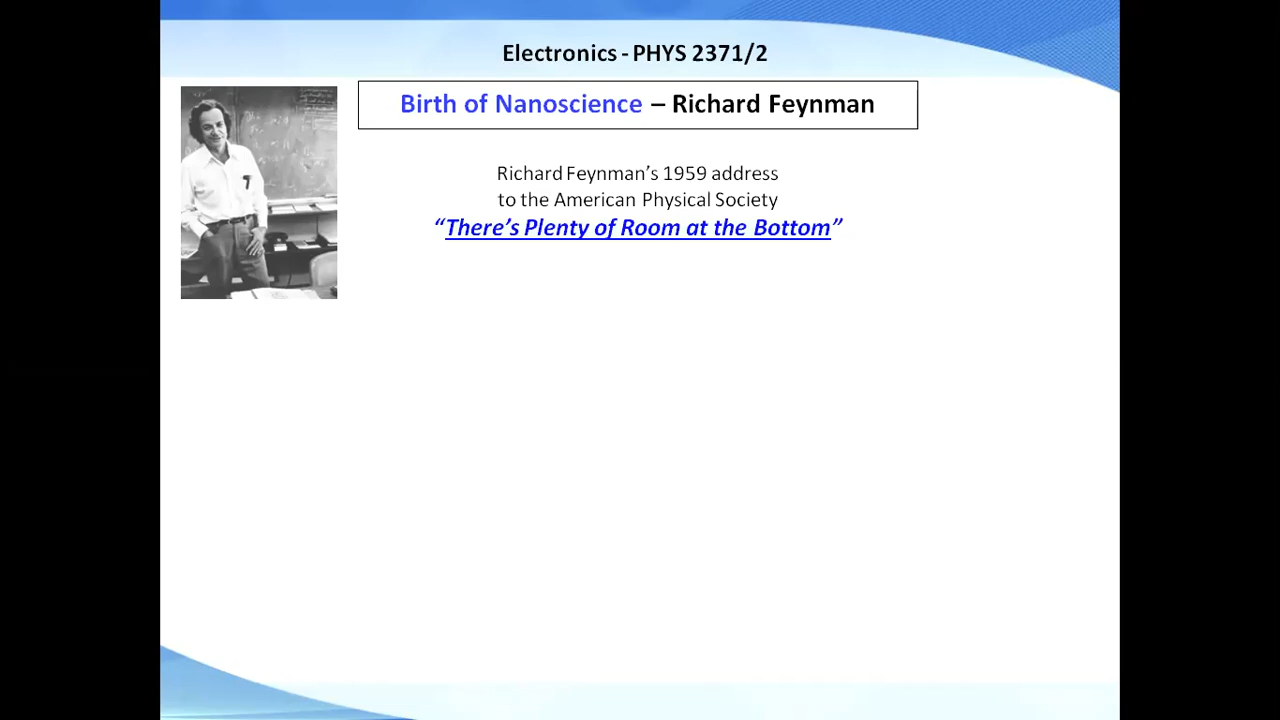 Electronics - PHYS 2371/2
Birth of Nanoscience – Richard Feynman
Richard Feynman’s 1959 address
to the American Physical Society
“There’s Plenty of Room at the Bottom”